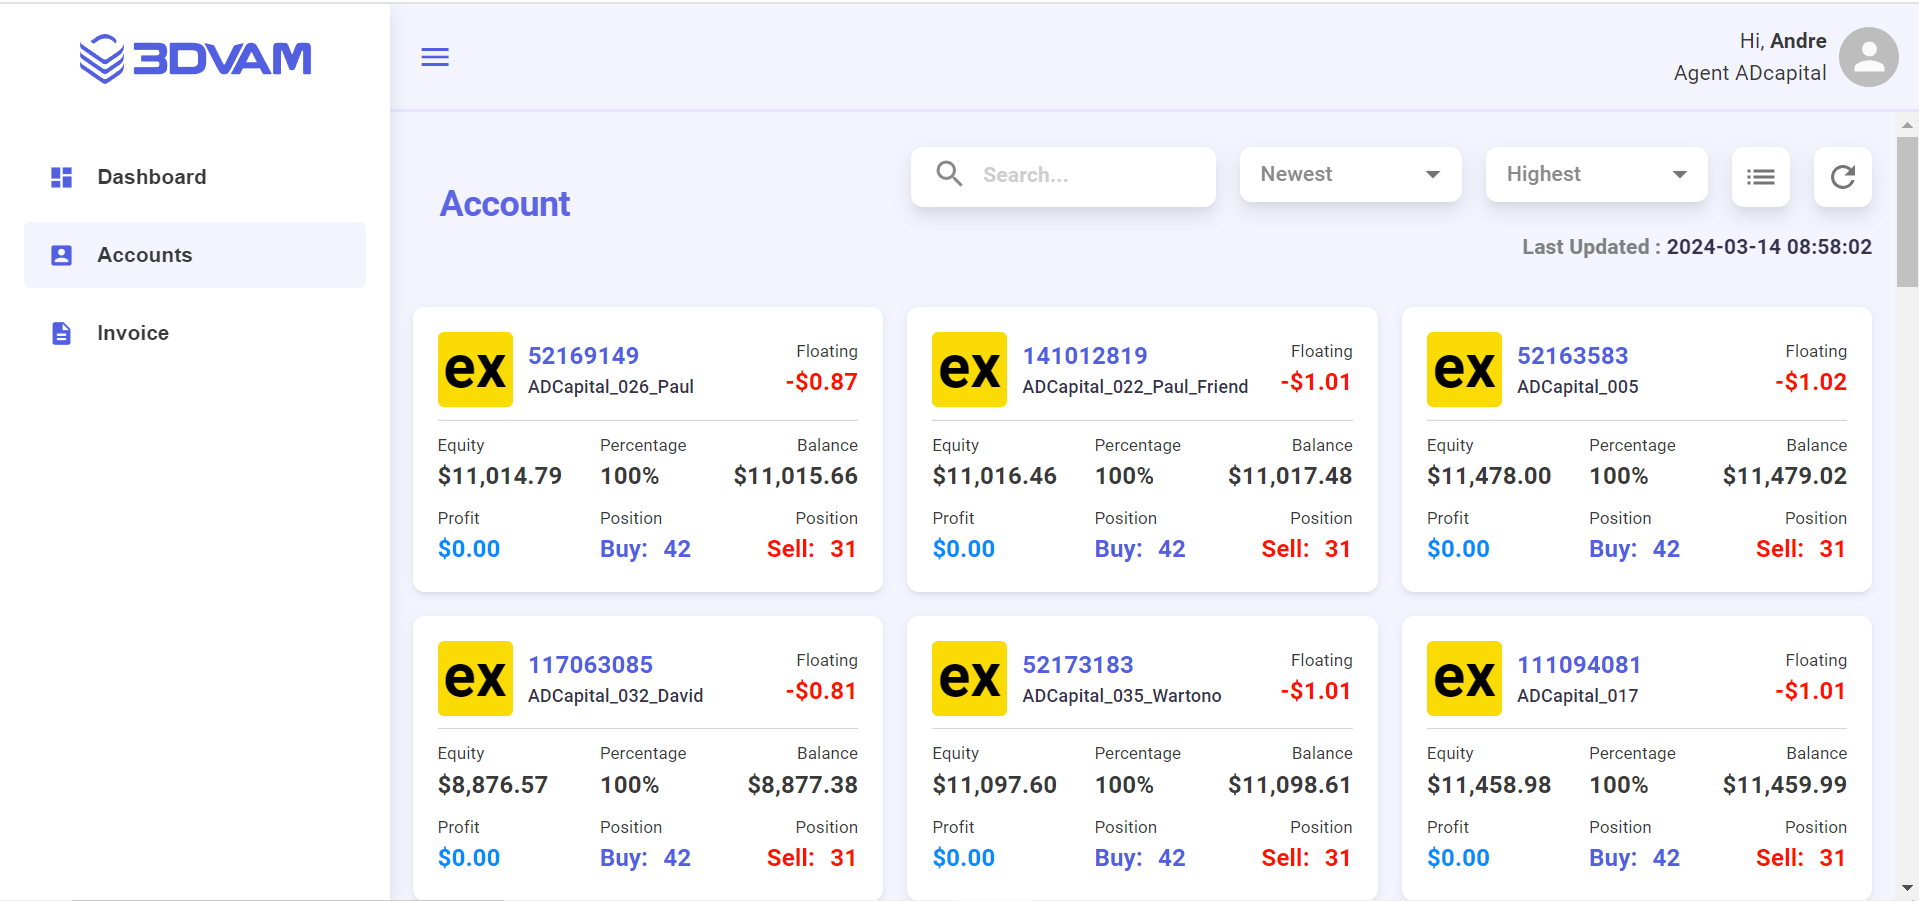 3DVAM
Hi, Andre
Agent ADcapital
Dashboard
Accounts
Invoice
Account
Search...
Newest
Highest
Last Updated : 2024-03-14 08:58:02
ex
52169149
ADCapital_026_Paul
Floating
-$0.87
Equity Percentage Balance
$11,014.79 100% $11,015.66
Profit Position Position
$0.00 Buy: 42 Sell: 31
ex
141012819
ADCapital_022_Paul_Friend
Floating
-$1.01
Equity Percentage Balance
$11,016.46 100% $11,017.48
Profit Position Position
$0.00 Buy: 42 Sell: 31
ex
52163583
ADCapital_005
Floating
-$1.02
Equity Percentage Balance
$11,478.00 100% $11,479.02
Profit Position Position
$0.00 Buy: 42 Sell: 31
ex
117063085
ADCapital_032_David
Floating
-$0.81
Equity Percentage Balance
$8,876.57 100% $8,877.38
Profit Position Position
$0.00 Buy: 42 Sell: 31
ex
52173183
ADCapital_035_Wartono
Floating
-$1.01
Equity Percentage Balance
$11,097.60 100% $11,098.61
Profit Position Position
$0.00 Buy: 42 Sell: 31
ex
111094081
ADCapital_017
Floating
-$1.01
Equity Percentage Balance
$11,458.98 100% $11,459.99
Profit Position Position
$0.00 Buy: 42 Sell: 31